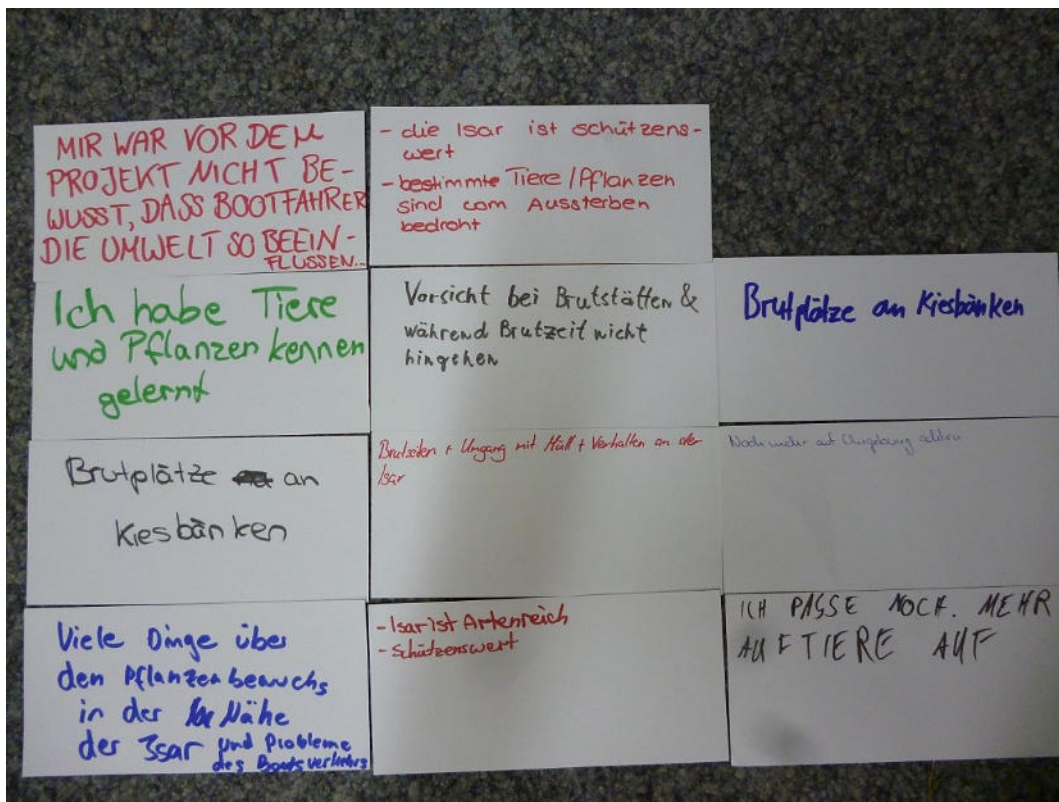 MIR WAR VOR DEM
PROJEKT NICHT BE-
WUSST, DASS BOOTFAHRER
DIE UMWELT SO BEEIN-
FLUSSEN...
- die Isar ist schützens-
wert
- bestimmte Tiere / Pflanzen
sind vom Aussterben
bedroht
Ich habe Tiere
und Pflanzen kennen
gelernt
Vorsicht bei Brutstätten &
während Brutzeit nicht
hingehen
Brutplätze an Kiesbänken
Brutplätze an
Kiesbänken
Brutzeiten + Umgang mit Müll + Verhalten an der
Isar
Noch mehr auf Umgebung achten
Viele Dinge über
den Pflanzenbewuchs
in der Nähe
der Isar und Probleme
des Bootsverkehrs
- Isar ist Artenreich
- Schützenswert
ICH PASSE NOCH. MEHR
AUF TIERE AUF